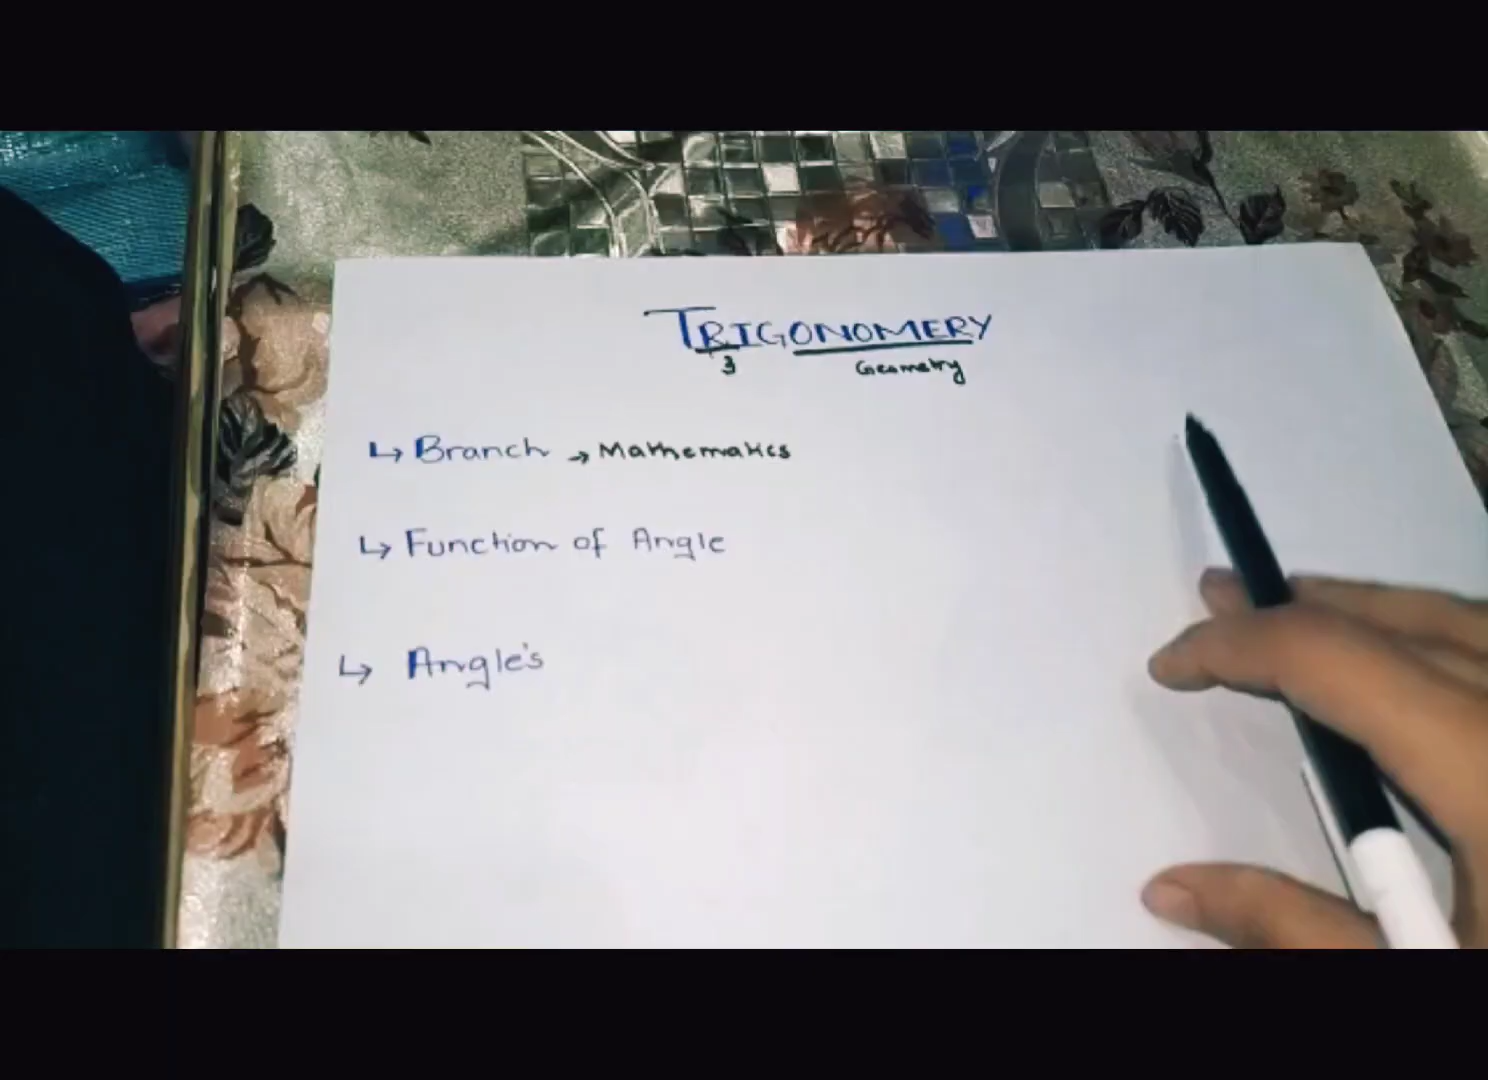 TRIGONOMERY
3 Geometry
↳ Branch → Mathematics
↳ Function of Angle
↳ Angle's